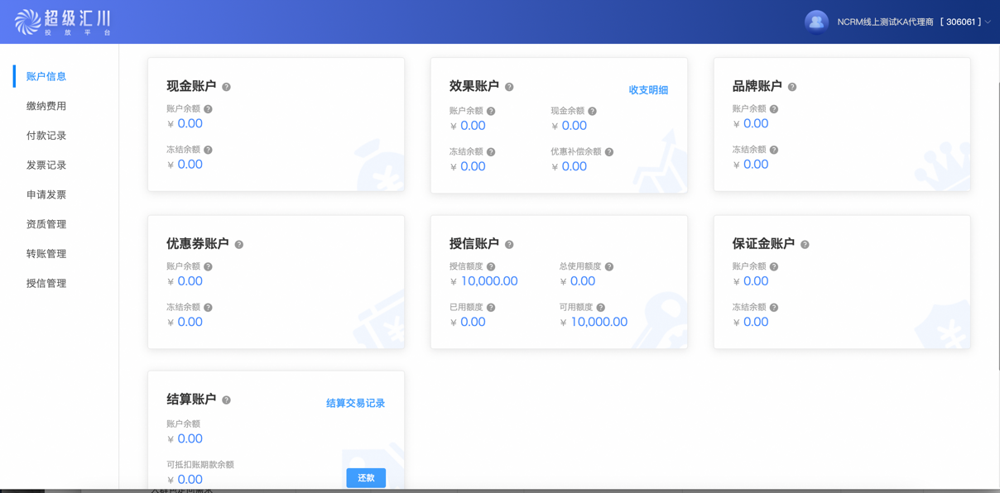 超级汇川
投放平台
NCRM线上测试KA代理商 [ 306061 ]
账户信息
缴纳费用
付款记录
发票记录
申请发票
资质管理
转账管理
授信管理
现金账户 ?
账户余额 ?
¥ 0.00
冻结余额 ?
¥ 0.00
效果账户 ?
收支明细
账户余额 ? 现金余额 ?
¥ 0.00 ¥ 0.00
冻结余额 ? 优惠补偿余额 ?
¥ 0.00 ¥ 0.00
品牌账户 ?
账户余额 ?
¥ 0.00
冻结余额 ?
¥ 0.00
优惠券账户 ?
账户余额 ?
¥ 0.00
冻结余额 ?
¥ 0.00
授信账户 ?
授信额度 ? 总使用额度 ?
¥ 10,000.00 ¥ 0.00
已用额度 ? 可用额度 ?
¥ 0.00 ¥ 10,000.00
保证金账户 ?
账户余额 ?
¥ 0.00
冻结余额 ?
¥ 0.00
结算账户 ?
结算交易记录
账户余额
¥ 0.00
可抵扣账期款余额
¥ 0.00
还款